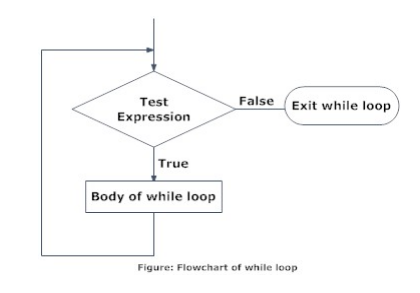 Test
Expression
False
Exit while loop
True
Body of while loop
Figure: Flowchart of while loop